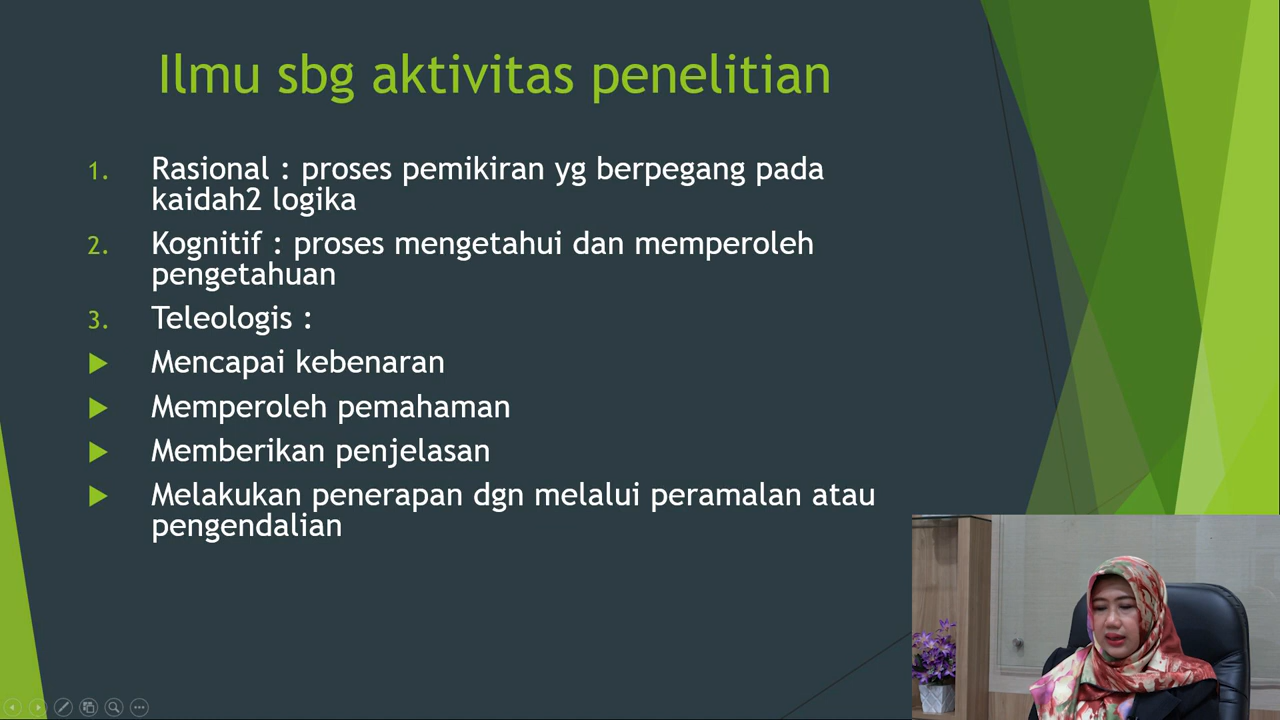 Ilmu sbg aktivitas penelitian
1. Rasional : proses pemikiran yg berpegang pada
kaidah2 logika
2. Kognitif : proses mengetahui dan memperoleh
pengetahuan
3. Teleologis :
Mencapai kebenaran
Memperoleh pemahaman
Memberikan penjelasan
Melakukan penerapan dgn melalui peramalan atau
pengendalian